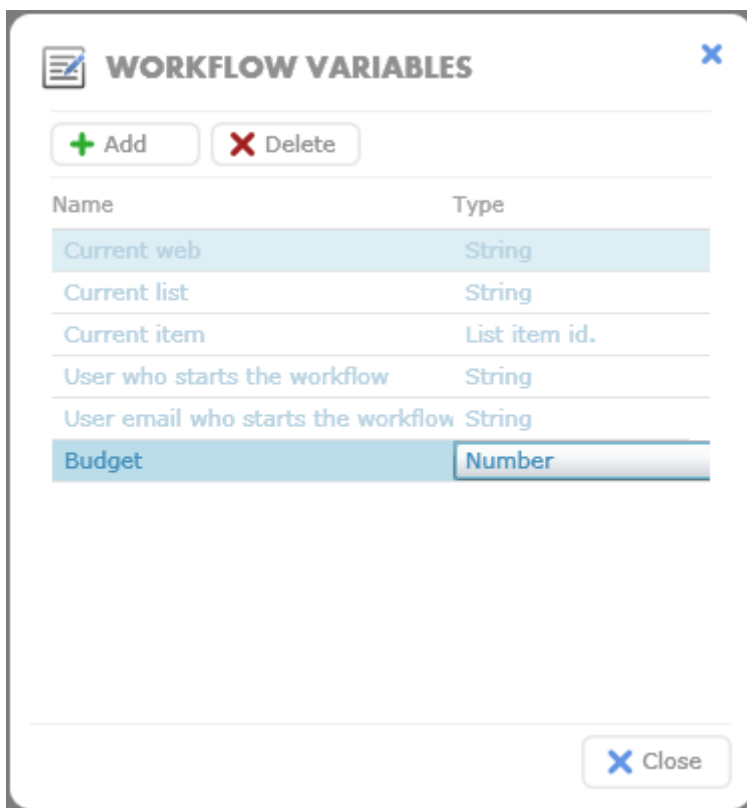 WORKFLOW VARIABLES
Add Delete
Name Type
Current web String
Current list String
Current item List item id.
User who starts the workflow String
User email who starts the workflow String
Budget Number
Close